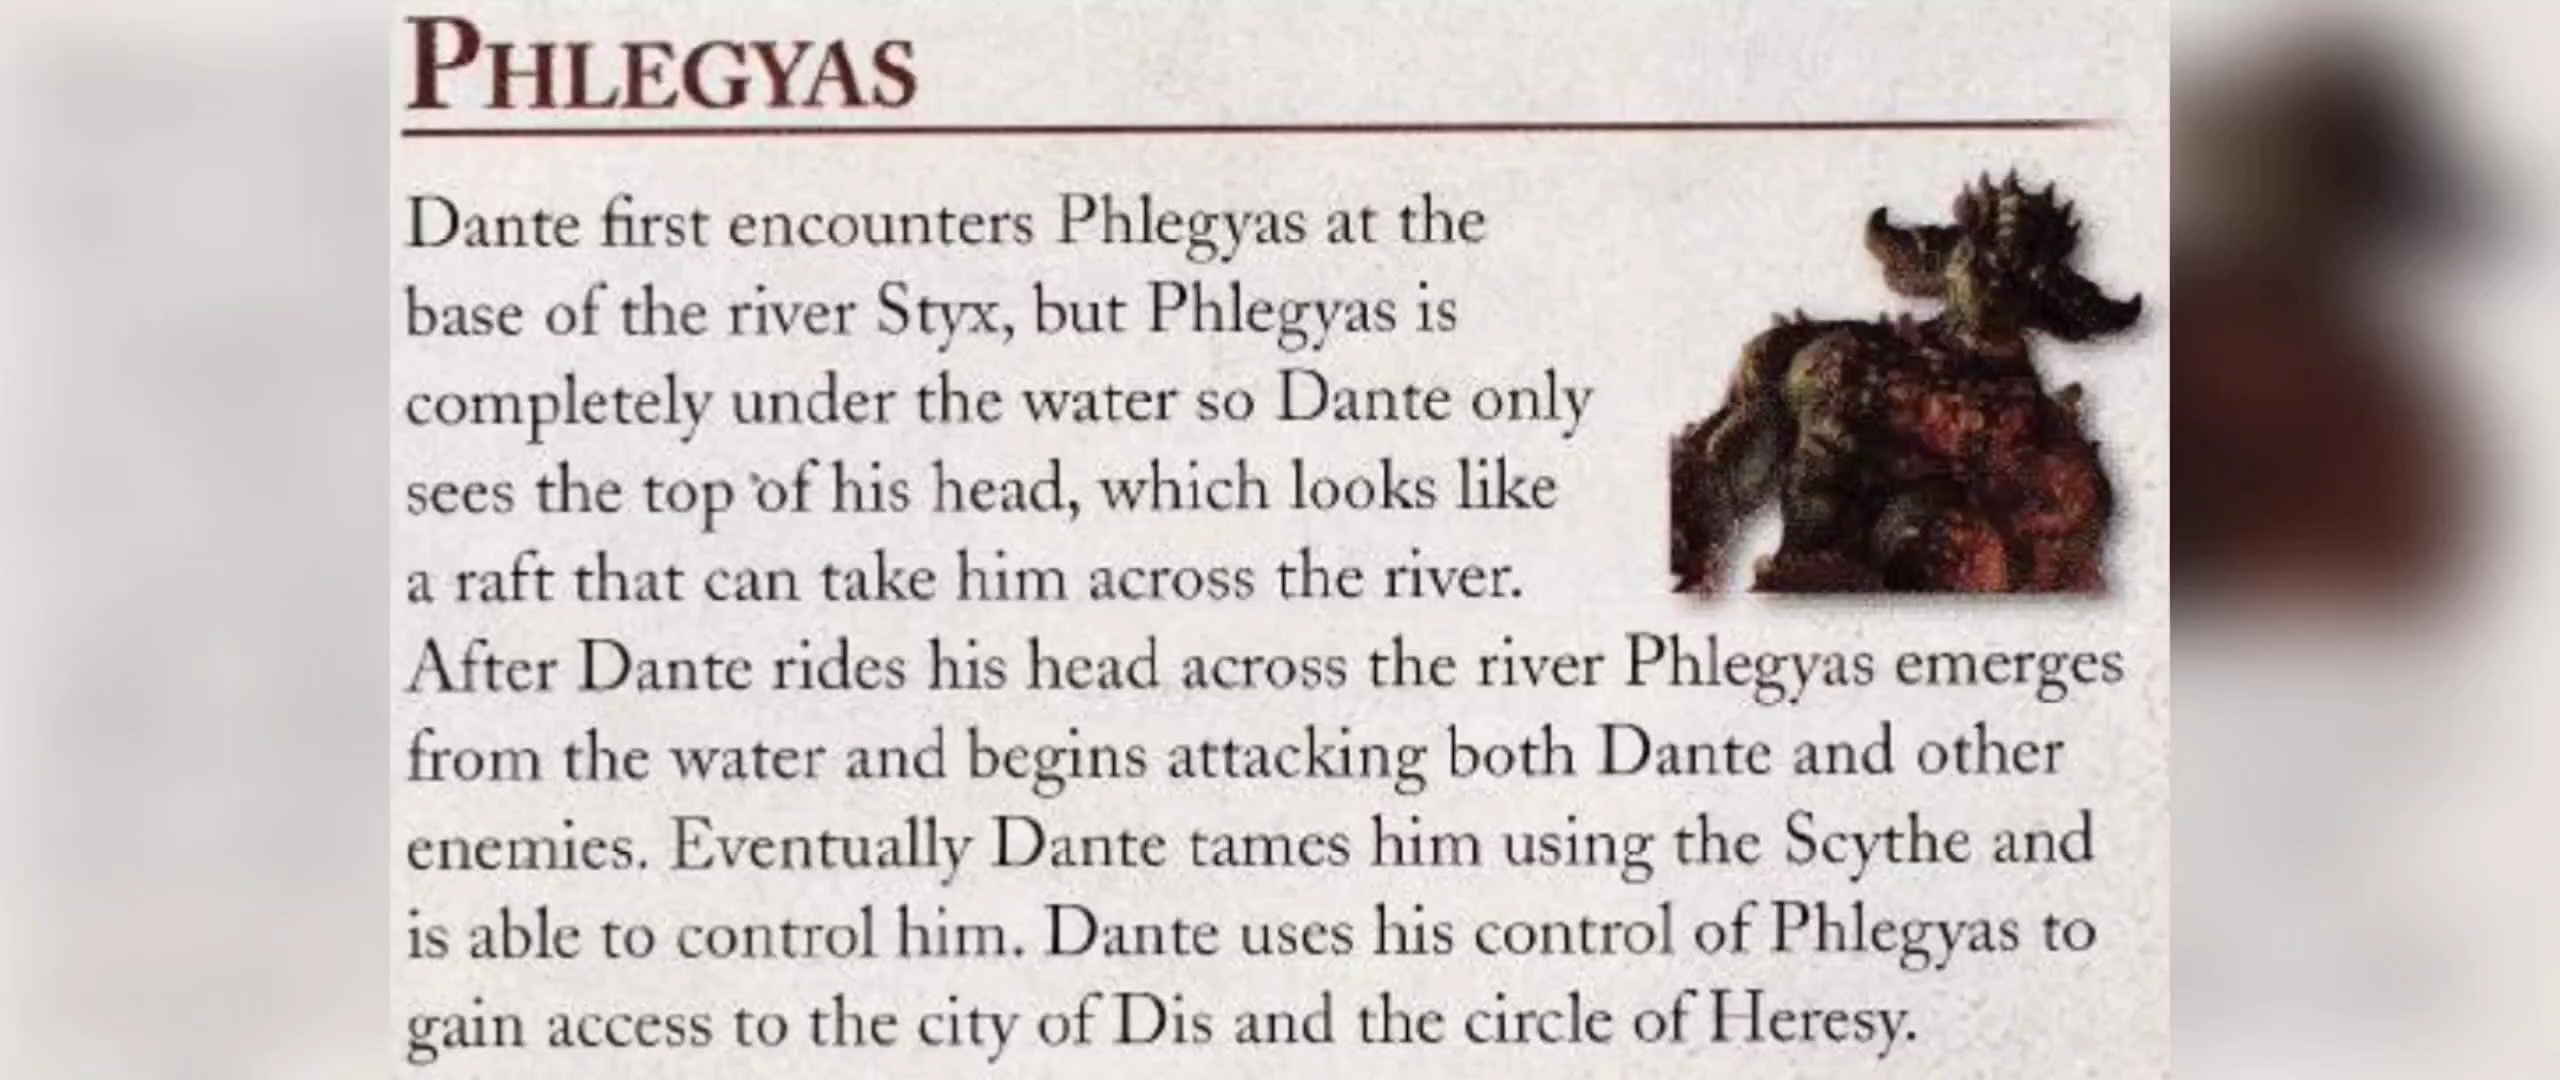 PHLEGYAS
Dante first encounters Phlegyas at the
base of the river Styx, but Phlegyas is
completely under the water so Dante only
sees the top of his head, which looks like
a raft that can take him across the river.
After Dante rides his head across the river Phlegyas emerges
from the water and begins attacking both Dante and other
enemies. Eventually Dante tames him using the Scythe and
is able to control him. Dante uses his control of Phlegyas to
gain access to the city of Dis and the circle of Heresy.